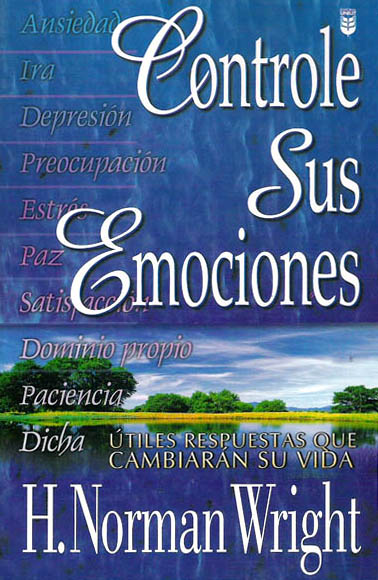 UNILIT
Controle
Sus
Emociones
Ansiedad
Ira
Depresión
Preocupación
Estrés
Paz
Satisfacción
Dominio propio
Paciencia
Dicha
ÚTILES RESPUESTAS QUE
CAMBIARÁN SU VIDA
H. Norman Wright